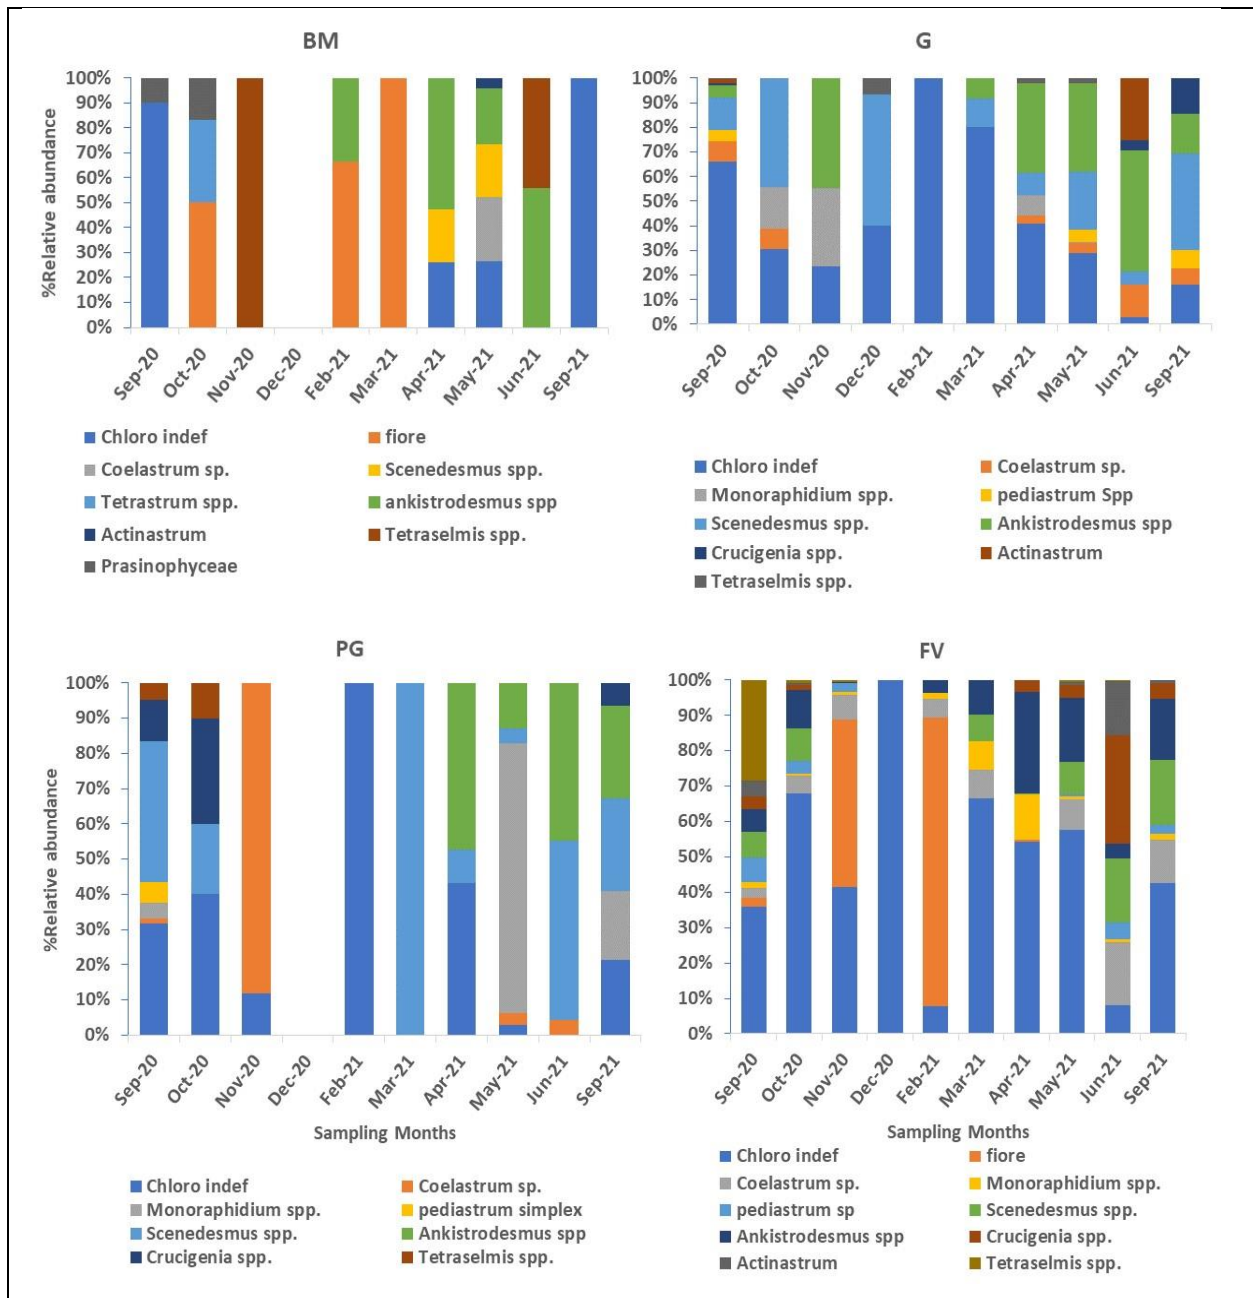 BM
%Relative abundance
100%
90%
80%
70%
60%
50%
40%
30%
20%
10%
0%
Sep-20
Oct-20
Nov-20
Dec-20
Feb-21
Mar-21
Apr-21
May-21
Jun-21
Sep-21
Chloro indef
fiore
Coelastrum sp.
Scenedesmus spp.
Tetrastrum spp.
ankistrodesmus spp
Actinastrum
Tetraselmis spp.
Prasinophyceae
G
100%
90%
80%
70%
60%
50%
40%
30%
20%
10%
0%
Sep-20
Oct-20
Nov-20
Dec-20
Feb-21
Mar-21
Apr-21
May-21
Jun-21
Sep-21
Chloro indef
Coelastrum sp.
Monoraphidium spp.
pediastrum Spp
Scenedesmus spp.
Ankistrodesmus spp
Crucigenia spp.
Actinastrum
Tetraselmis spp.
PG
%Relative abundance
100%
90%
80%
70%
60%
50%
40%
30%
20%
10%
0%
Sep-20
Oct-20
Nov-20
Dec-20
Feb-21
Mar-21
Apr-21
May-21
Jun-21
Sep-21
Sampling Months
Chloro indef
Coelastrum sp.
Monoraphidium spp.
pediastrum simplex
Scenedesmus spp.
Ankistrodesmus spp
Crucigenia spp.
Tetraselmis spp.
FV
100%
90%
80%
70%
60%
50%
40%
30%
20%
10%
0%
Sep-20
Oct-20
Nov-20
Dec-20
Feb-21
Mar-21
Apr-21
May-21
Jun-21
Sep-21
Sampling Months
Chloro indef
fiore
Coelastrum sp.
Monoraphidium spp.
pediastrum sp
Scenedesmus spp.
Ankistrodesmus spp
Crucigenia spp.
Actinastrum
Tetraselmis spp.